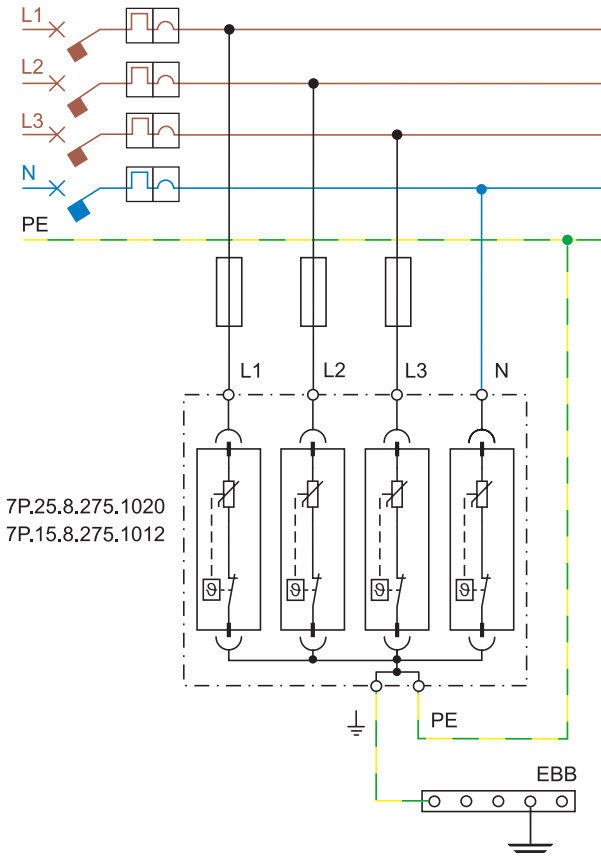 L1
L2
L3
N
PE
L1 L2 L3 N
7P.25.8.275.1020
7P.15.8.275.1012
ϑ ϑ ϑ ϑ
PE
EBB